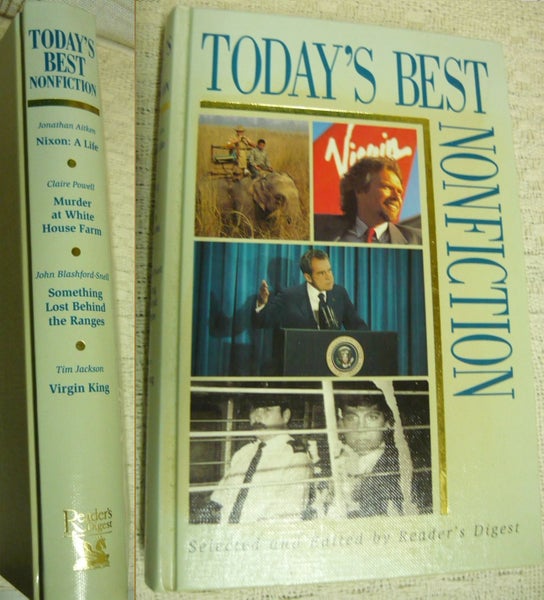 TODAY'S
BEST
NONFICTION
Jonathan Aitken
Nixon: A Life
Claire Powell
Murder
at White
House Farm
John Blashford-Snell
Something
Lost Behind
the Ranges
Tim Jackson
Virgin King
Reader's
Digest
TODAY'S BEST
NONFICTION
Virgin
Selected and Edited by Reader's Digest